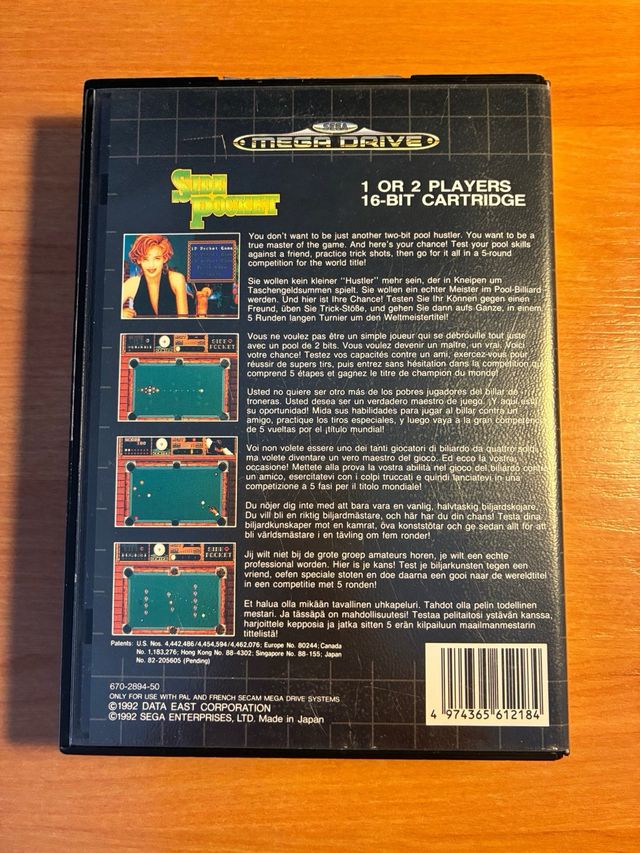 SEGA
MEGA DRIVE
SIDE
POCKET
1 OR 2 PLAYERS
16-BIT CARTRIDGE
You don't want to be just another two-bit pool hustler. You want to be a
true master of the game. And here's your chance! Test your pool skills
against a friend, practice trick shots, then go for it all in a 5-round
competition for the world title!
Sie wollen kein kleiner "Hustler" mehr sein, der in Kneipen um
Taschengeldsummen spielt. Sie wollen ein echter Meister im Pool-Billiard
werden. Und hier ist Ihre Chance! Testen Sie Ihr Können gegen einen
Freund, üben Sie Trick-Stöße, und gehen Sie dann aufs Ganze, in einem
5 Runden langen Turnier um den Weltmeistertitel!
Vous ne voulez pas être un simple joueur qui se débrouille tout juste
avec un pool de 2 bits. Vous voulez devenir un maître, un vrai. Voici
votre chance! Testez vos capacités contre un ami, exercez-vous pour
réussir de supers tirs, puis entrez sans hésitation dans la compétition qui
comprend 5 étapes et gagnez le titre de champion du monde!
Usted no quiere ser otro más de los pobres jugadores del billar de
troneras. Usted desea ser un verdadero maestro de juego. ¡Y aquí está
su oportunidad! Mida sus habilidades para jugar al billar contra un
amigo, practique los tiros especiales, y luego vaya a la gran competencia
de 5 vueltas por el ¡título mundial!
Voi non volete essere uno dei tanti giocatori di biliardo da quattro soldi,
ma volete diventare un vero maestro del gioco. Ed ecco la vostra
occasione! Mettete alla prova la vostra abilità nel gioco del biliardo contro
un amico, esercitatevi con i colpi truccati e quindi lanciatevi in una
competizione a 5 fasi per il titolo mondiale!
Du nöjer dig inte med att bara vara en vanlig, halvtaskig biljardskojare.
Du vill bli en riktig biljardmästare, och här har du din chans! Testa dina
biljardkunskaper mot en kamrat, öva konststötar och ge sedan allt för att
bli världsmästare i en tävling om fem ronder!
Jij wilt niet bij de grote groep amateurs horen, je wilt een echte
professional worden. Hier is je kans! Test je biljarkunsten tegen een
vriend, oefen speciale stoten en doe daarna een gooi naar de wereldtitel
in een competitie met 5 ronden!
Et halua olla mikään tavallinen uhkapeluri. Tahdot olla pelin todellinen
mestari. Ja tässäpä on mahdollisuutesi! Testaa pelitaitosi ystävän kanssa,
harjoittele kepposia ja jatka sitten 5 erän kilpailuun maailmanmestarin
tittelistä!
Patents: U.S. Nos. 4,442,486/4,454,594/4,462,076; Europe No. 80244; Canada
No. 1,183,276; Hong Kong No. 88-4302; Singapore No. 88-155; Japan
No. 82-205605 (Pending)
670-2894-50
ONLY FOR USE WITH PAL AND FRENCH SECAM MEGA DRIVE SYSTEMS
©1992 DATA EAST CORPORATION
©1992 SEGA ENTERPRISES, LTD. Made in Japan
4 974365 612184